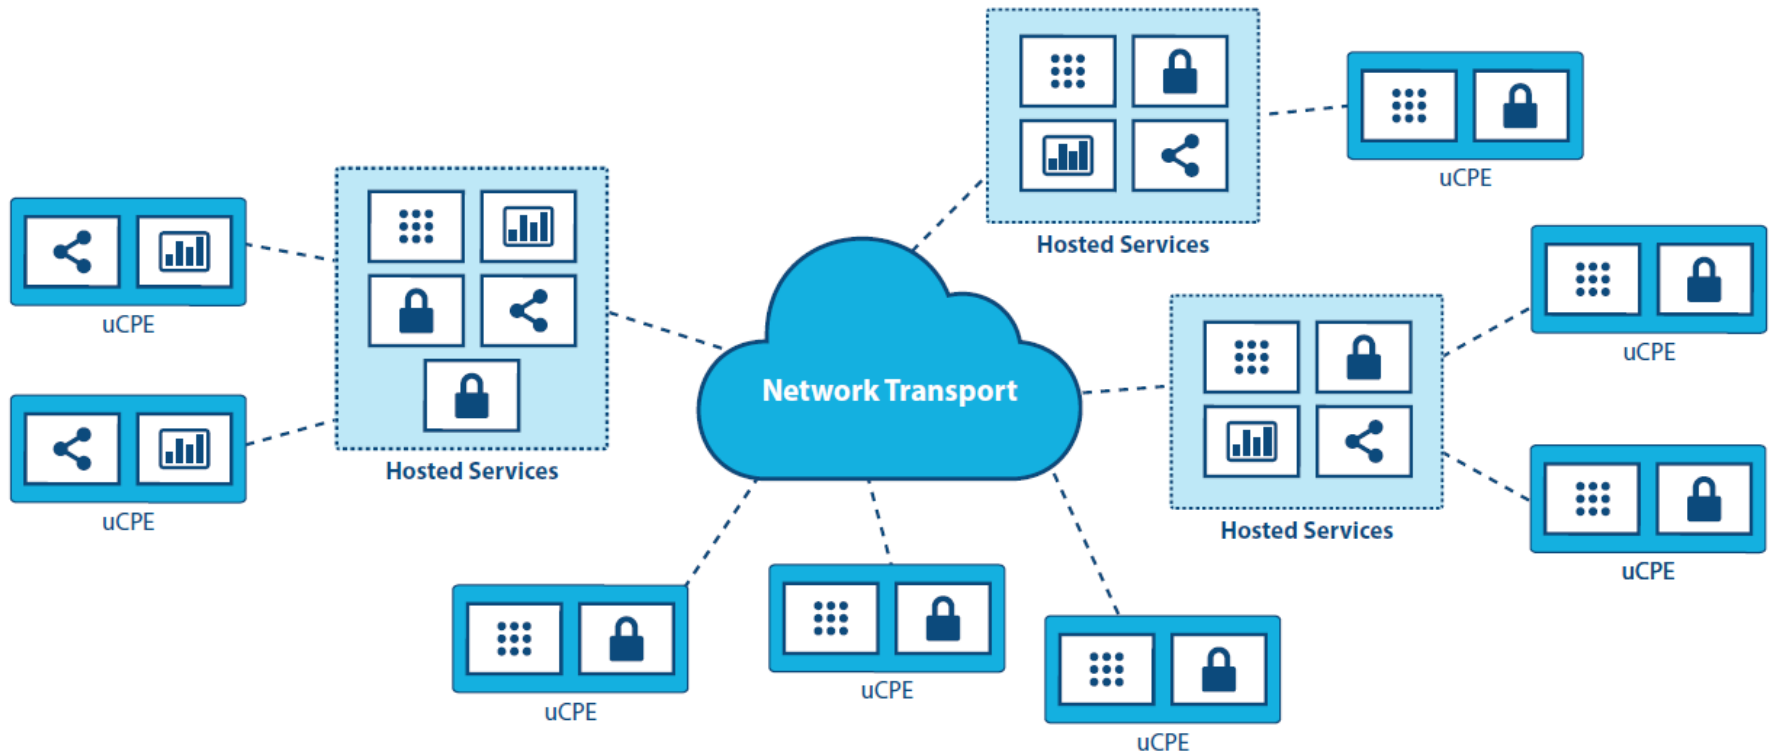 uCPE
Hosted Services
uCPE
uCPE
Hosted Services
uCPE
Network Transport
Hosted Services
uCPE
uCPE
uCPE
uCPE
uCPE